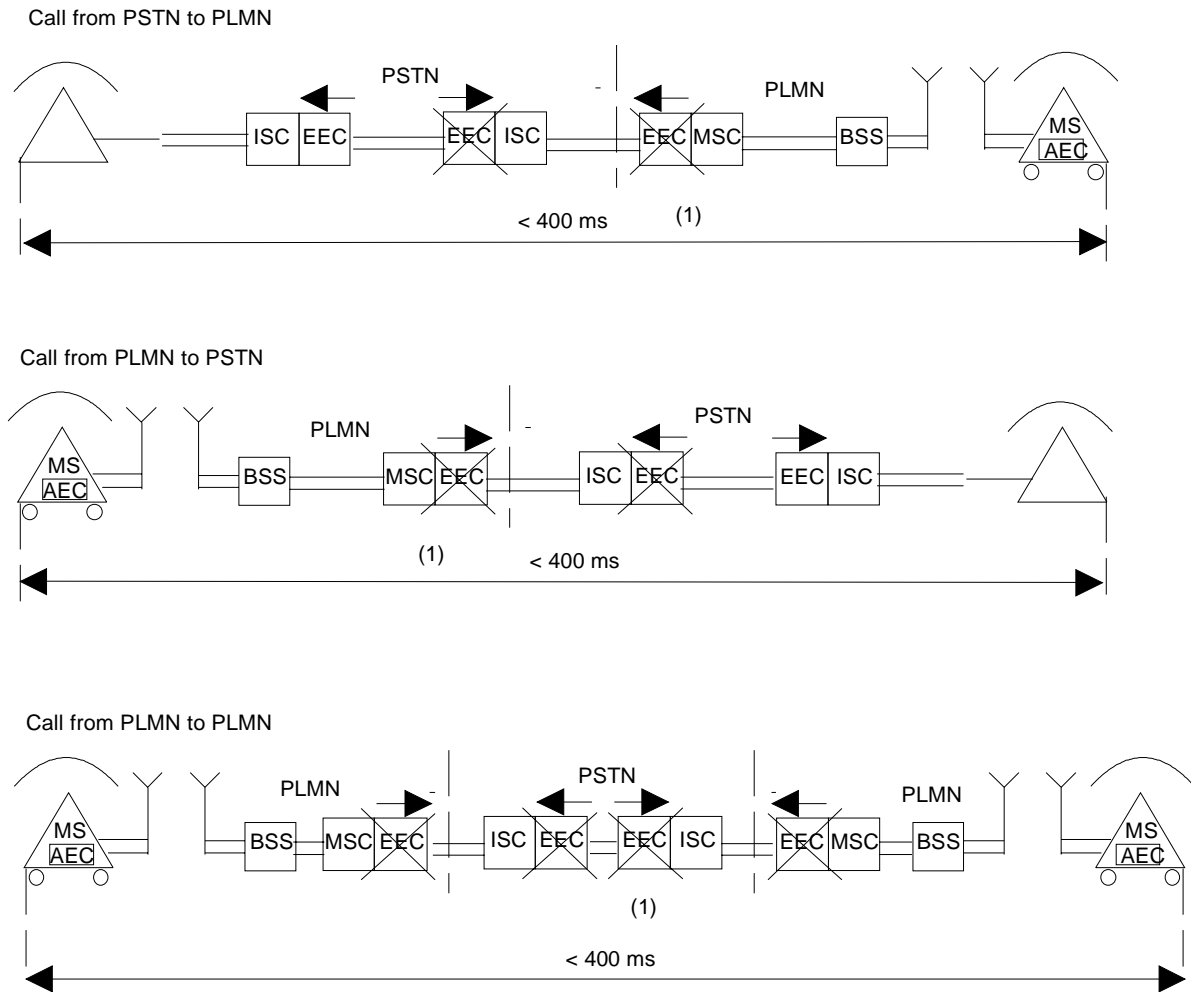 Call from PSTN to PLMN
PSTN
PLMN
ISC EEC EEC ISC EEC MSC BSS MS
AEC
< 400 ms (1)
Call from PLMN to PSTN
PLMN
PSTN
MS
AEC BSS MSC EEC ISC EEC EEC ISC
(1) < 400 ms
Call from PLMN to PLMN
PLMN PSTN PLMN
MS
AEC BSS MSC EEC ISC EEC EEC ISC EEC MSC BSS MS
AEC
(1)
< 400 ms